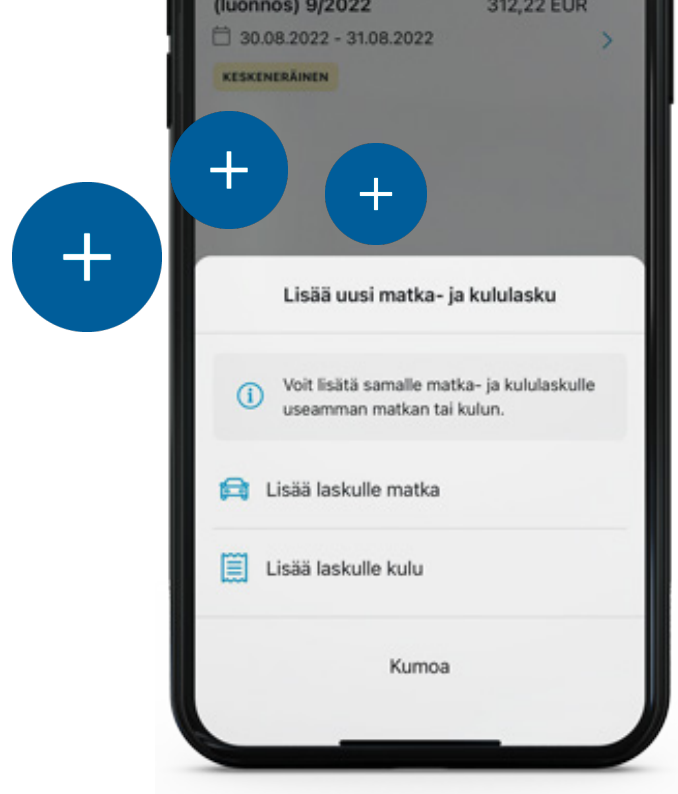 (luonnos) 9/2022 312,22 EUR
30.08.2022 - 31.08.2022
KESKENERÄINEN
Lisää uusi matka- ja kululasku
Voit lisätä samalle matka- ja kululaskulle
useamman matkan tai kulun.
Lisää laskulle matka
Lisää laskulle kulu
Kumoa